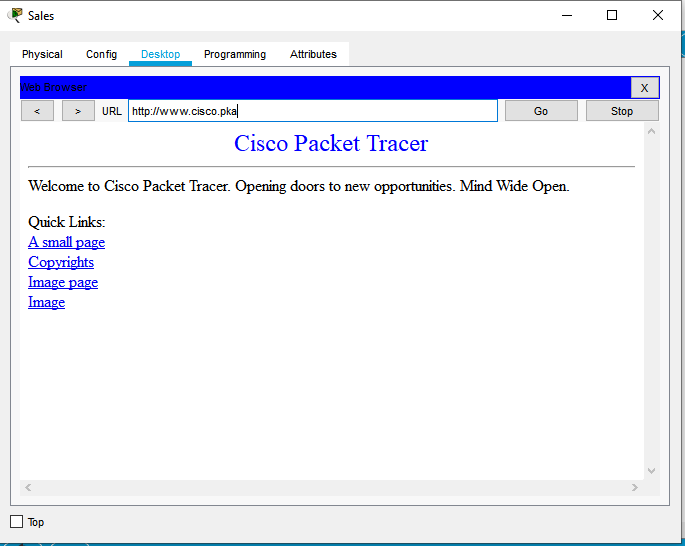 Sales
Physical Config Desktop Programming Attributes
Web Browser X
< > URL http://www.cisco.pka Go Stop
Cisco Packet Tracer
Welcome to Cisco Packet Tracer. Opening doors to new opportunities. Mind Wide Open.
Quick Links:
A small page
Copyrights
Image page
Image
Top